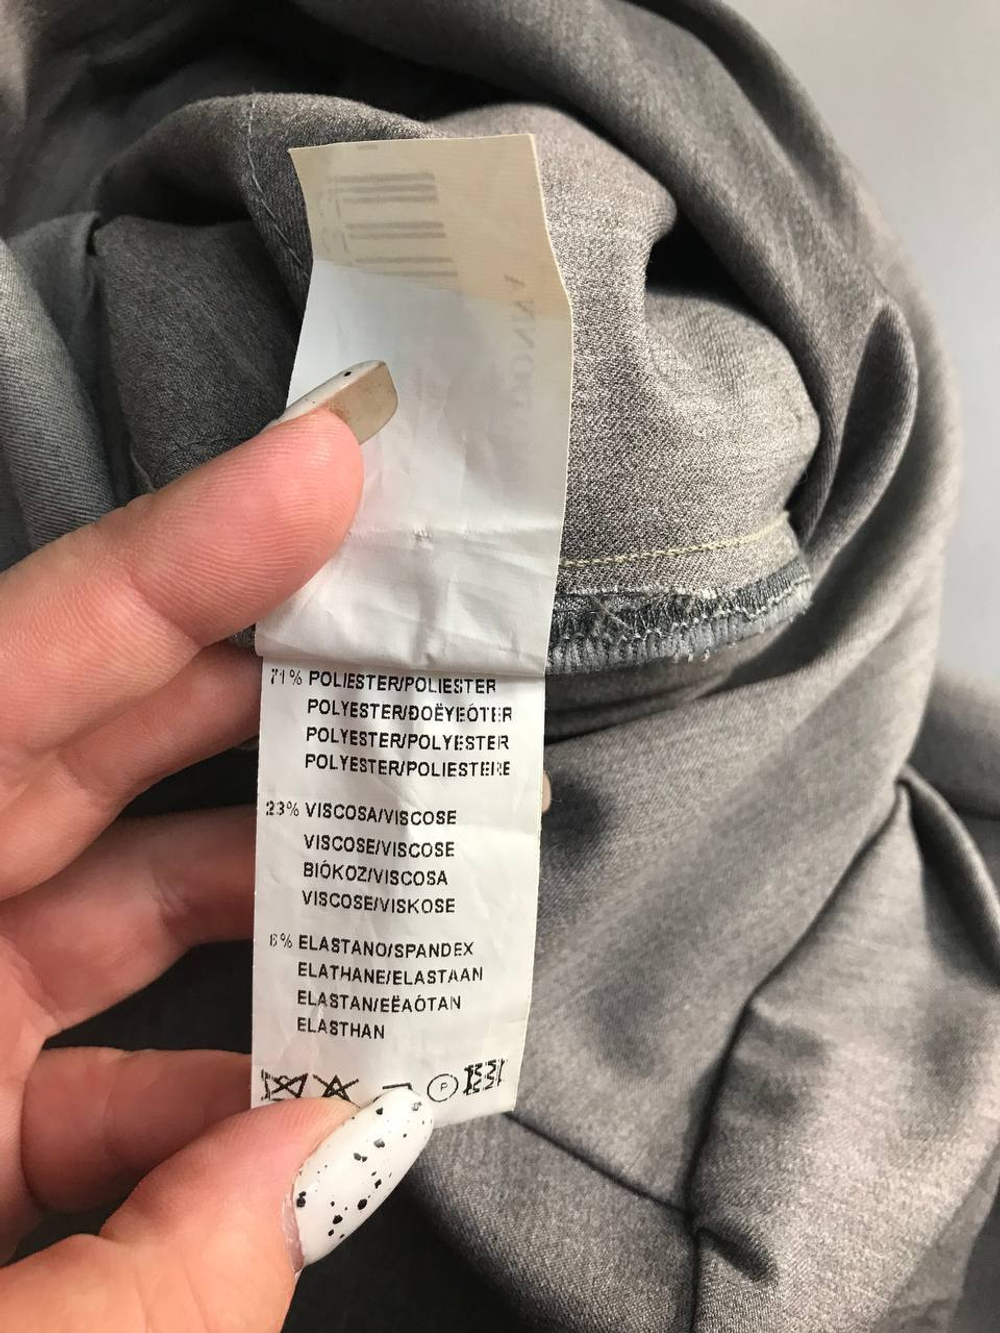 71% POLIESTER/POLIESTER
POLYESTER/ÐOËYEÓTER
POLYESTER/POLYESTER
POLYESTER/POLIESTERE
23% VISCOSA/VISCOSE
VISCOSE/VISCOSE
BIÓKOZ/VISCOSA
VISCOSE/VISKOSE
6% ELASTANO/SPANDEX
ELATHANE/ELASTAAN
ELASTAN/EËAÓTAN
ELASTHAN
P